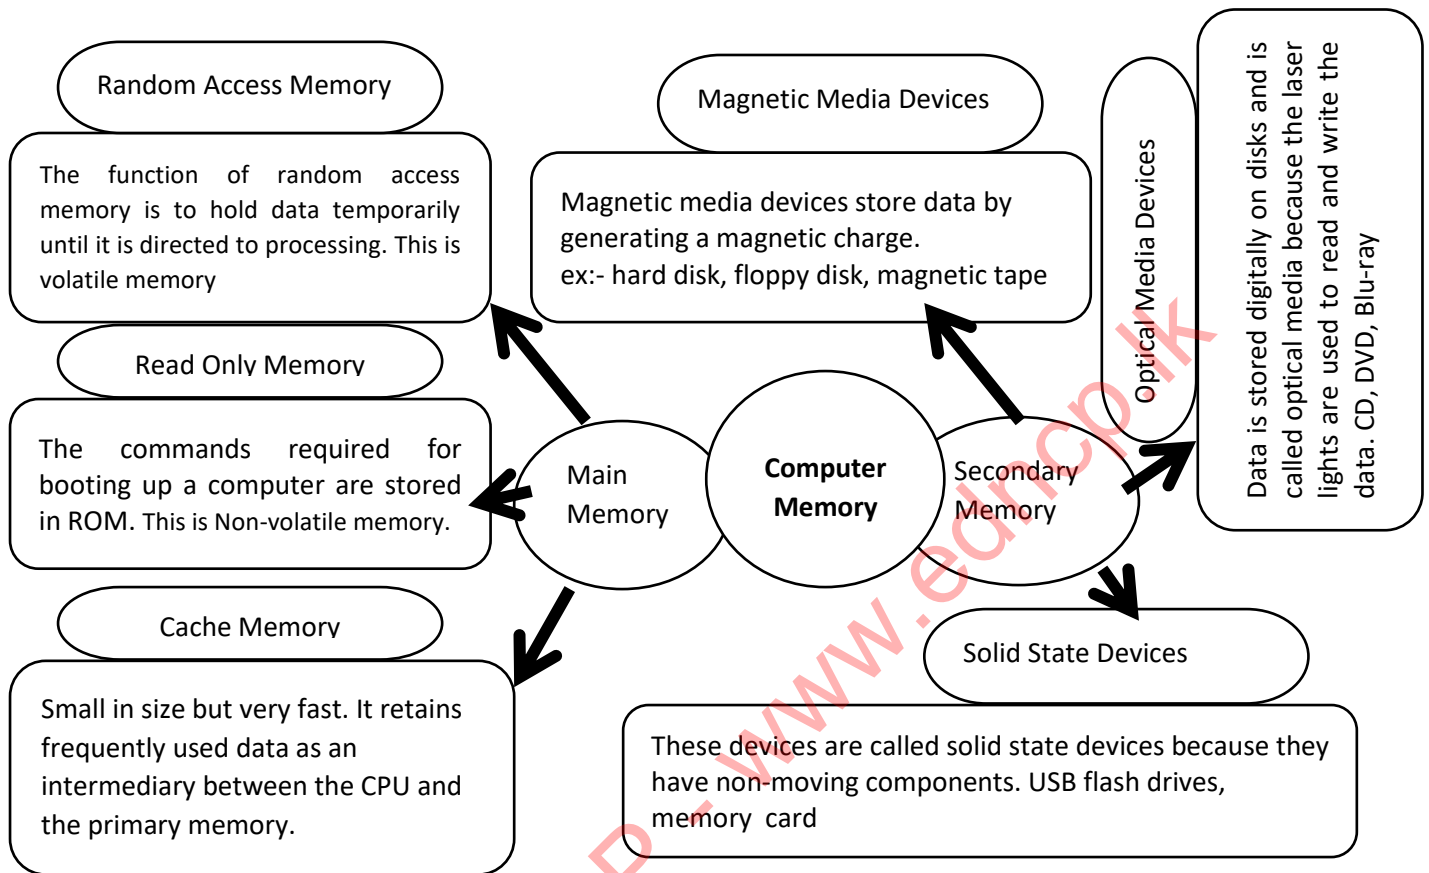 Random Access Memory
The function of random access
memory is to hold data temporarily
until it is directed to processing. This is
volatile memory
Read Only Memory
The commands required for
booting up a computer are stored
in ROM. This is Non-volatile memory.
Cache Memory
Small in size but very fast. It retains
frequently used data as an
intermediary between the CPU and
the primary memory.
Main
Memory
Computer
Memory
Secondary
Memory
Magnetic Media Devices
Magnetic media devices store data by
generating a magnetic charge.
ex:- hard disk, floppy disk, magnetic tape
Optical Media Devices
Data is stored digitally on disks and is
called optical media because the laser
lights are used to read and write the
data. CD, DVD, Blu-ray
Solid State Devices
These devices are called solid state devices because they
have non-moving components. USB flash drives,
memory card
P - www.edncp.lk